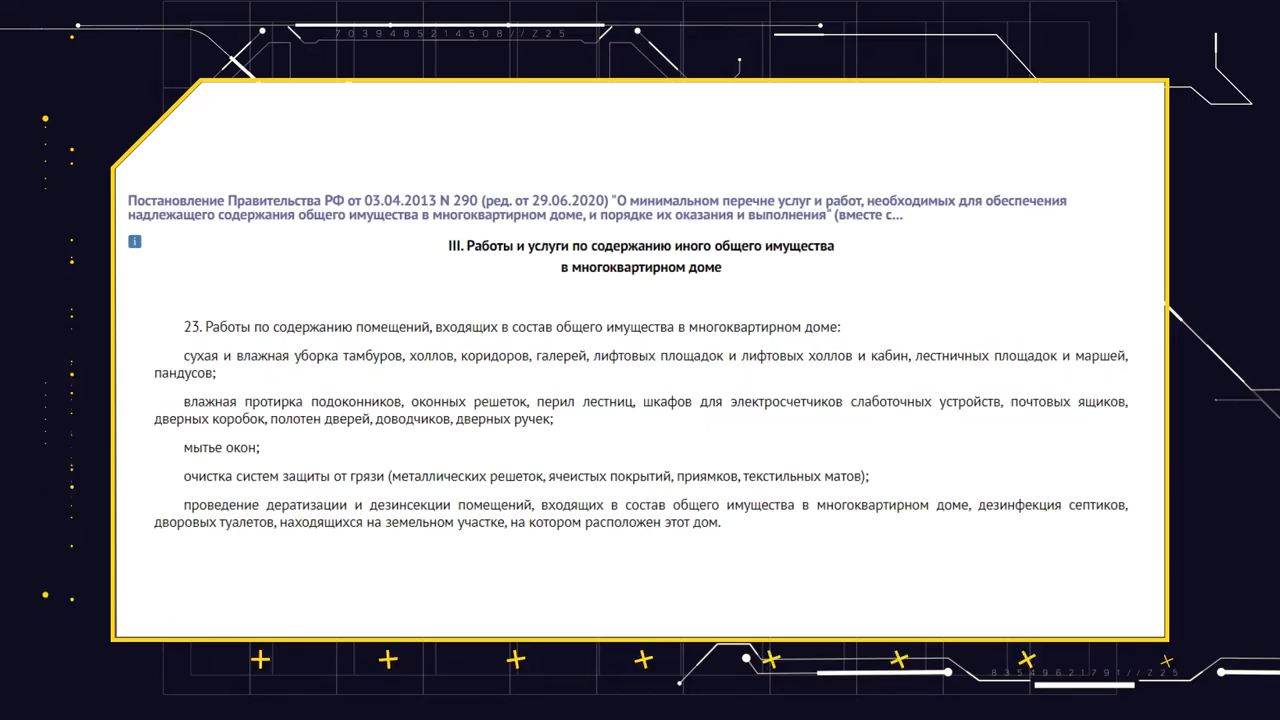 703948521 4508//Z25
Постановление Правительства РФ от 03.04.2013 N 290 (ред. от 29.06.2020) "О минимальном перечне услуг и работ, необходимых для обеспечения
надлежащего содержания общего имущества в многоквартирном доме, и порядке их оказания и выполнения" (вместе с...
i
III. Работы и услуги по содержанию иного общего имущества
в многоквартирном доме
23. Работы по содержанию помещений, входящих в состав общего имущества в многоквартирном доме:
сухая и влажная уборка тамбуров, холлов, коридоров, галерей, лифтовых площадок и лифтовых холлов и кабин, лестничных площадок и маршей,
пандусов;
влажная протирка подоконников, оконных решеток, перил лестниц, шкафов для электросчетчиков слаботочных устройств, почтовых ящиков,
дверных коробок, полотен дверей, доводчиков, дверных ручек;
мытье окон;
очистка систем защиты от грязи (металлических решеток, ячеистых покрытий, приямков, текстильных матов);
проведение дератизации и дезинсекции помещений, входящих в состав общего имущества в многоквартирном доме, дезинфекция септиков,
дворовых туалетов, находящихся на земельном участке, на котором расположен этот дом.
83549621791//Z25